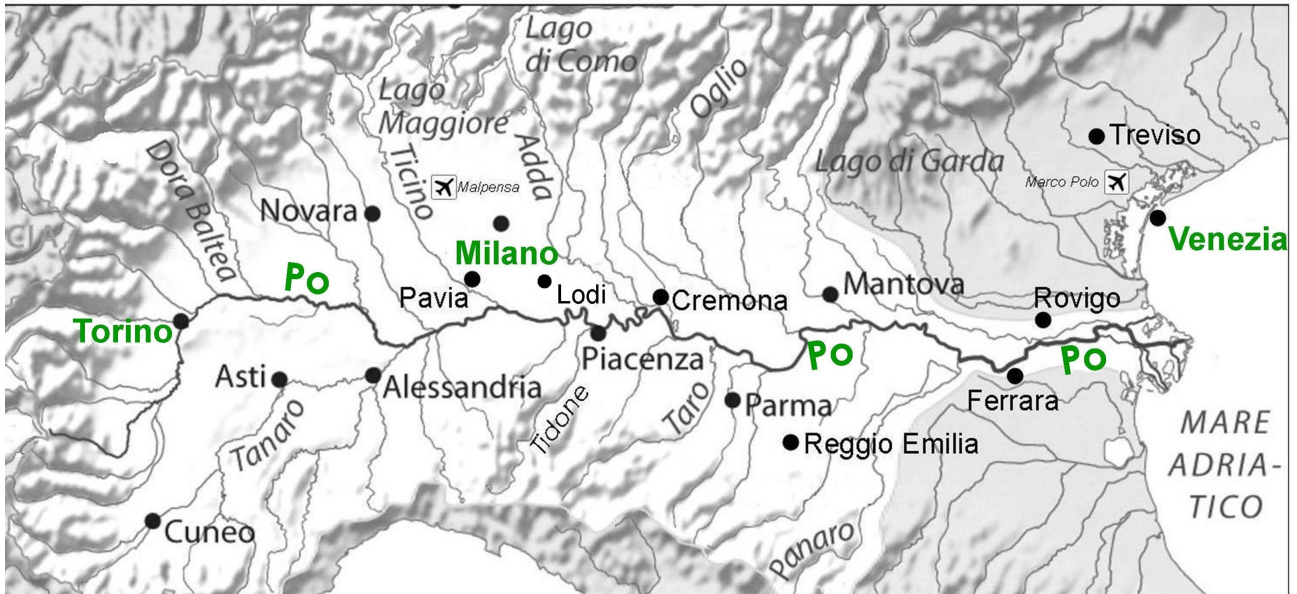 Lago
di Como
Lago
Maggiore
Oglio
Adda
Ticino
Dora Baltea
Malpensa
Lago di Garda
Treviso
Marco Polo
Novara
Milano
Venezia
CIA
Po
Pavia
Lodi
Cremona
Mantova
Rovigo
Torino
Piacenza
Po
Po
Asti
Alessandria
Tanaro
Tidone
Taro
Parma
Ferrara
Reggio Emilia
MARE
ADRIA-
TICO
Cuneo
Panaro